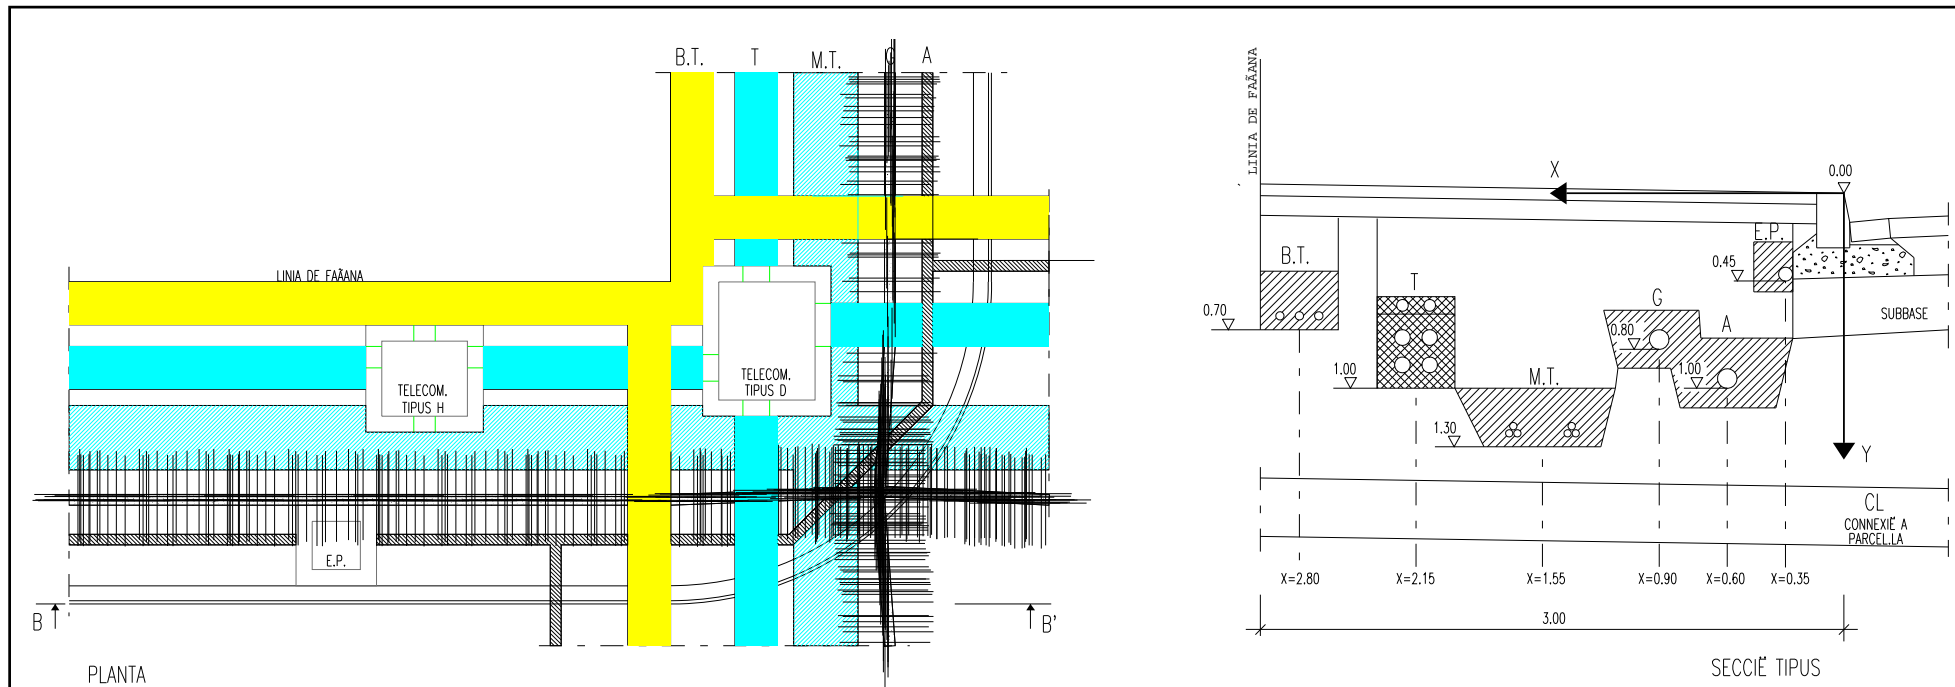 B.T. T M.T. G A
LINIA DE FAÃANA
TELECOM.
TIPUS H
TELECOM.
TIPUS D
E.P.
B B'
PLANTA
LINIA DE FAÃANA
X 0.00
B.T. E.P.
0.45
T G A
0.70 0.80 SUBBASE
1.00 M.T. 1.00
1.30
Y
CL
CONNEXIË A
PARCEL.LA
X=2.80 X=2.15 X=1.55 X=0.90 X=0.60 X=0.35
3.00
SECCIË TIPUS